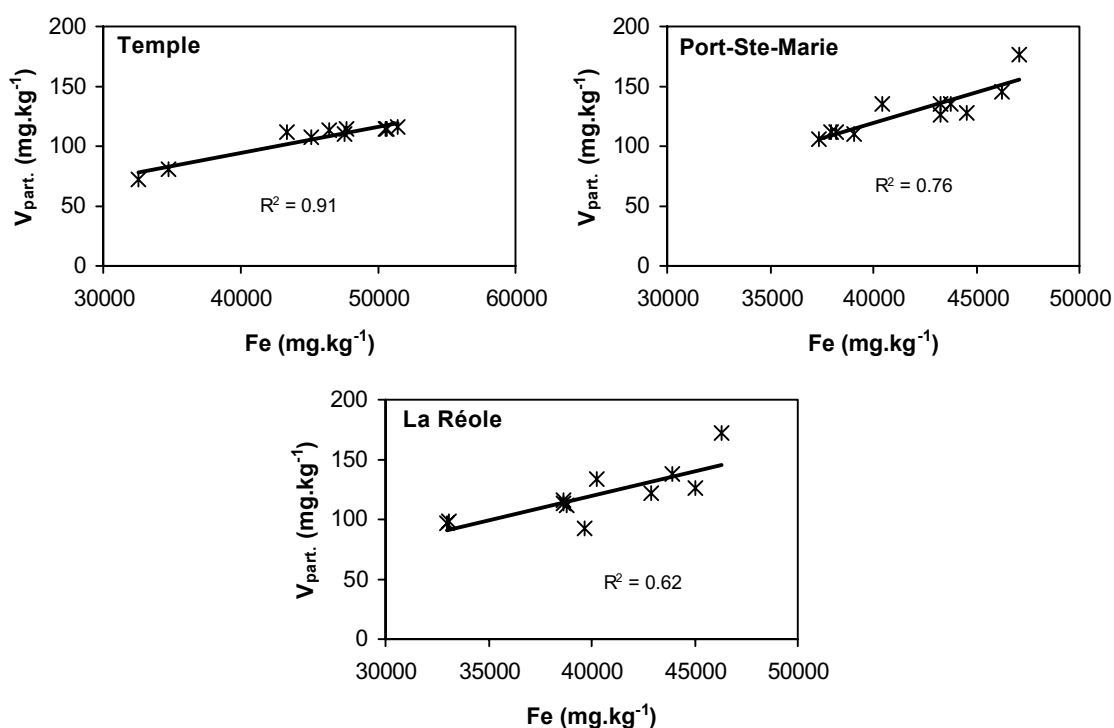 Temple
V_part. (mg.kg⁻¹)
200
150
100
50
0
R² = 0.91
30000 40000 50000 60000
Fe (mg.kg⁻¹)
Port-Ste-Marie
V_part. (mg.kg⁻¹)
200
150
100
50
0
R² = 0.76
30000 35000 40000 45000 50000
Fe (mg.kg⁻¹)
La Réole
V_part. (mg.kg⁻¹)
200
150
100
50
0
R² = 0.62
30000 35000 40000 45000 50000
Fe (mg.kg⁻¹)